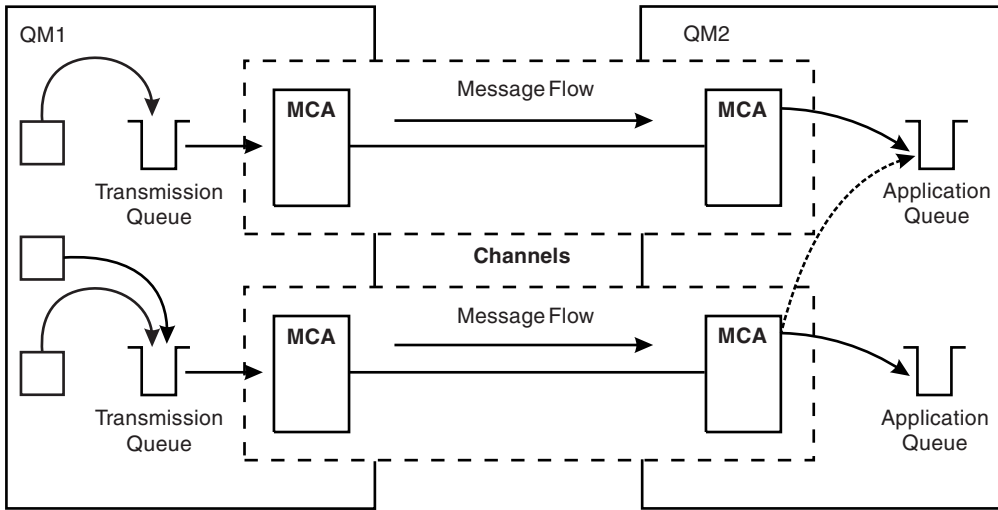 QM1
QM2
MCA
Message Flow
MCA
Transmission
Queue
Application
Queue
Channels
MCA
Message Flow
MCA
Transmission
Queue
Application
Queue